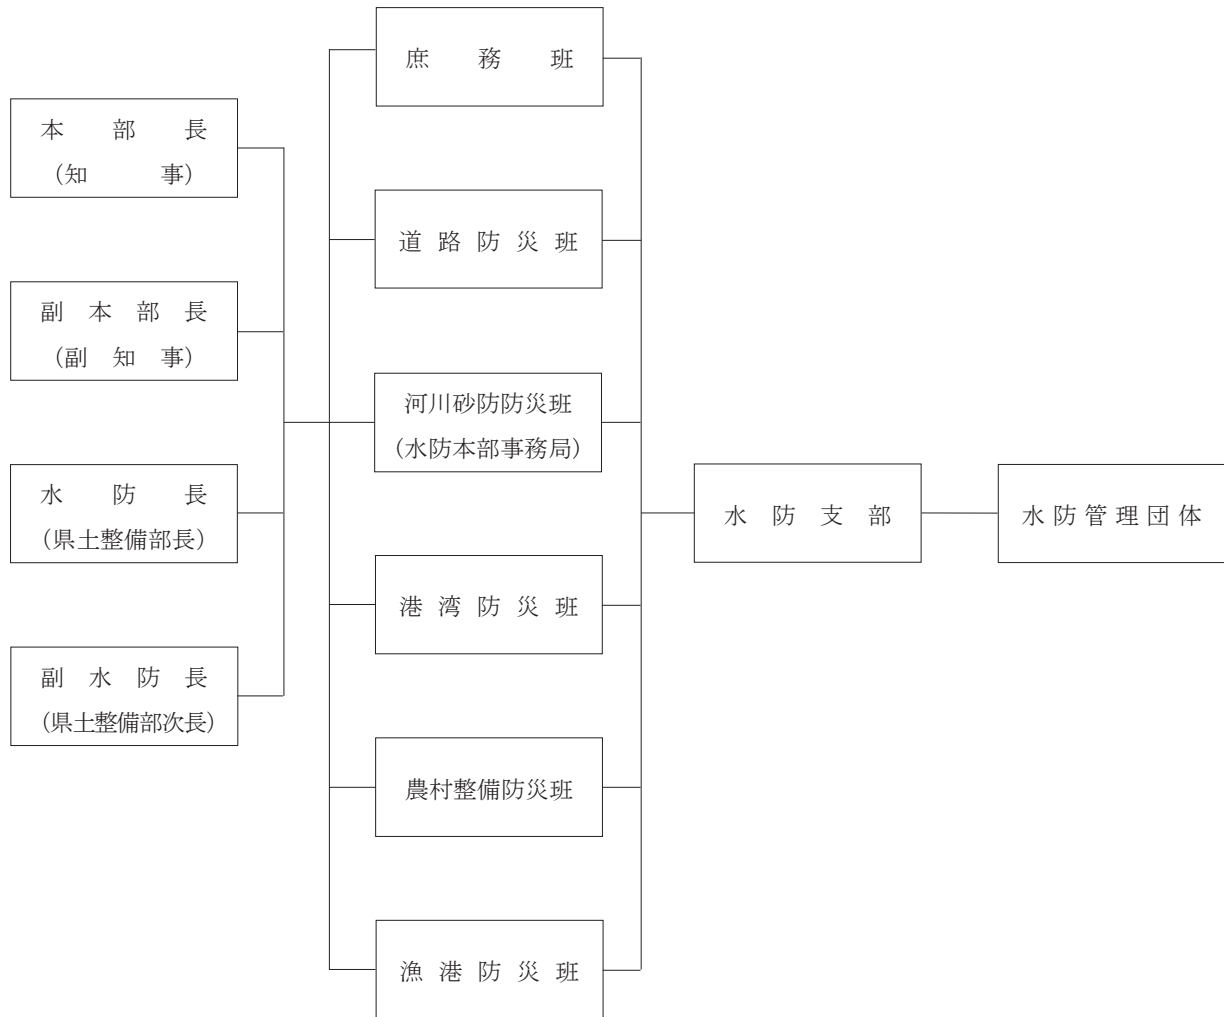 本部長
（知事）
副本部長
（副知事）
水防長
（県土整備部長）
副水防長
（県土整備部次長）
庶務班
道路防災班
河川砂防防災班
（水防本部事務局）
港湾防災班
農村整備防災班
漁港防災班
水防支部
水防管理団体